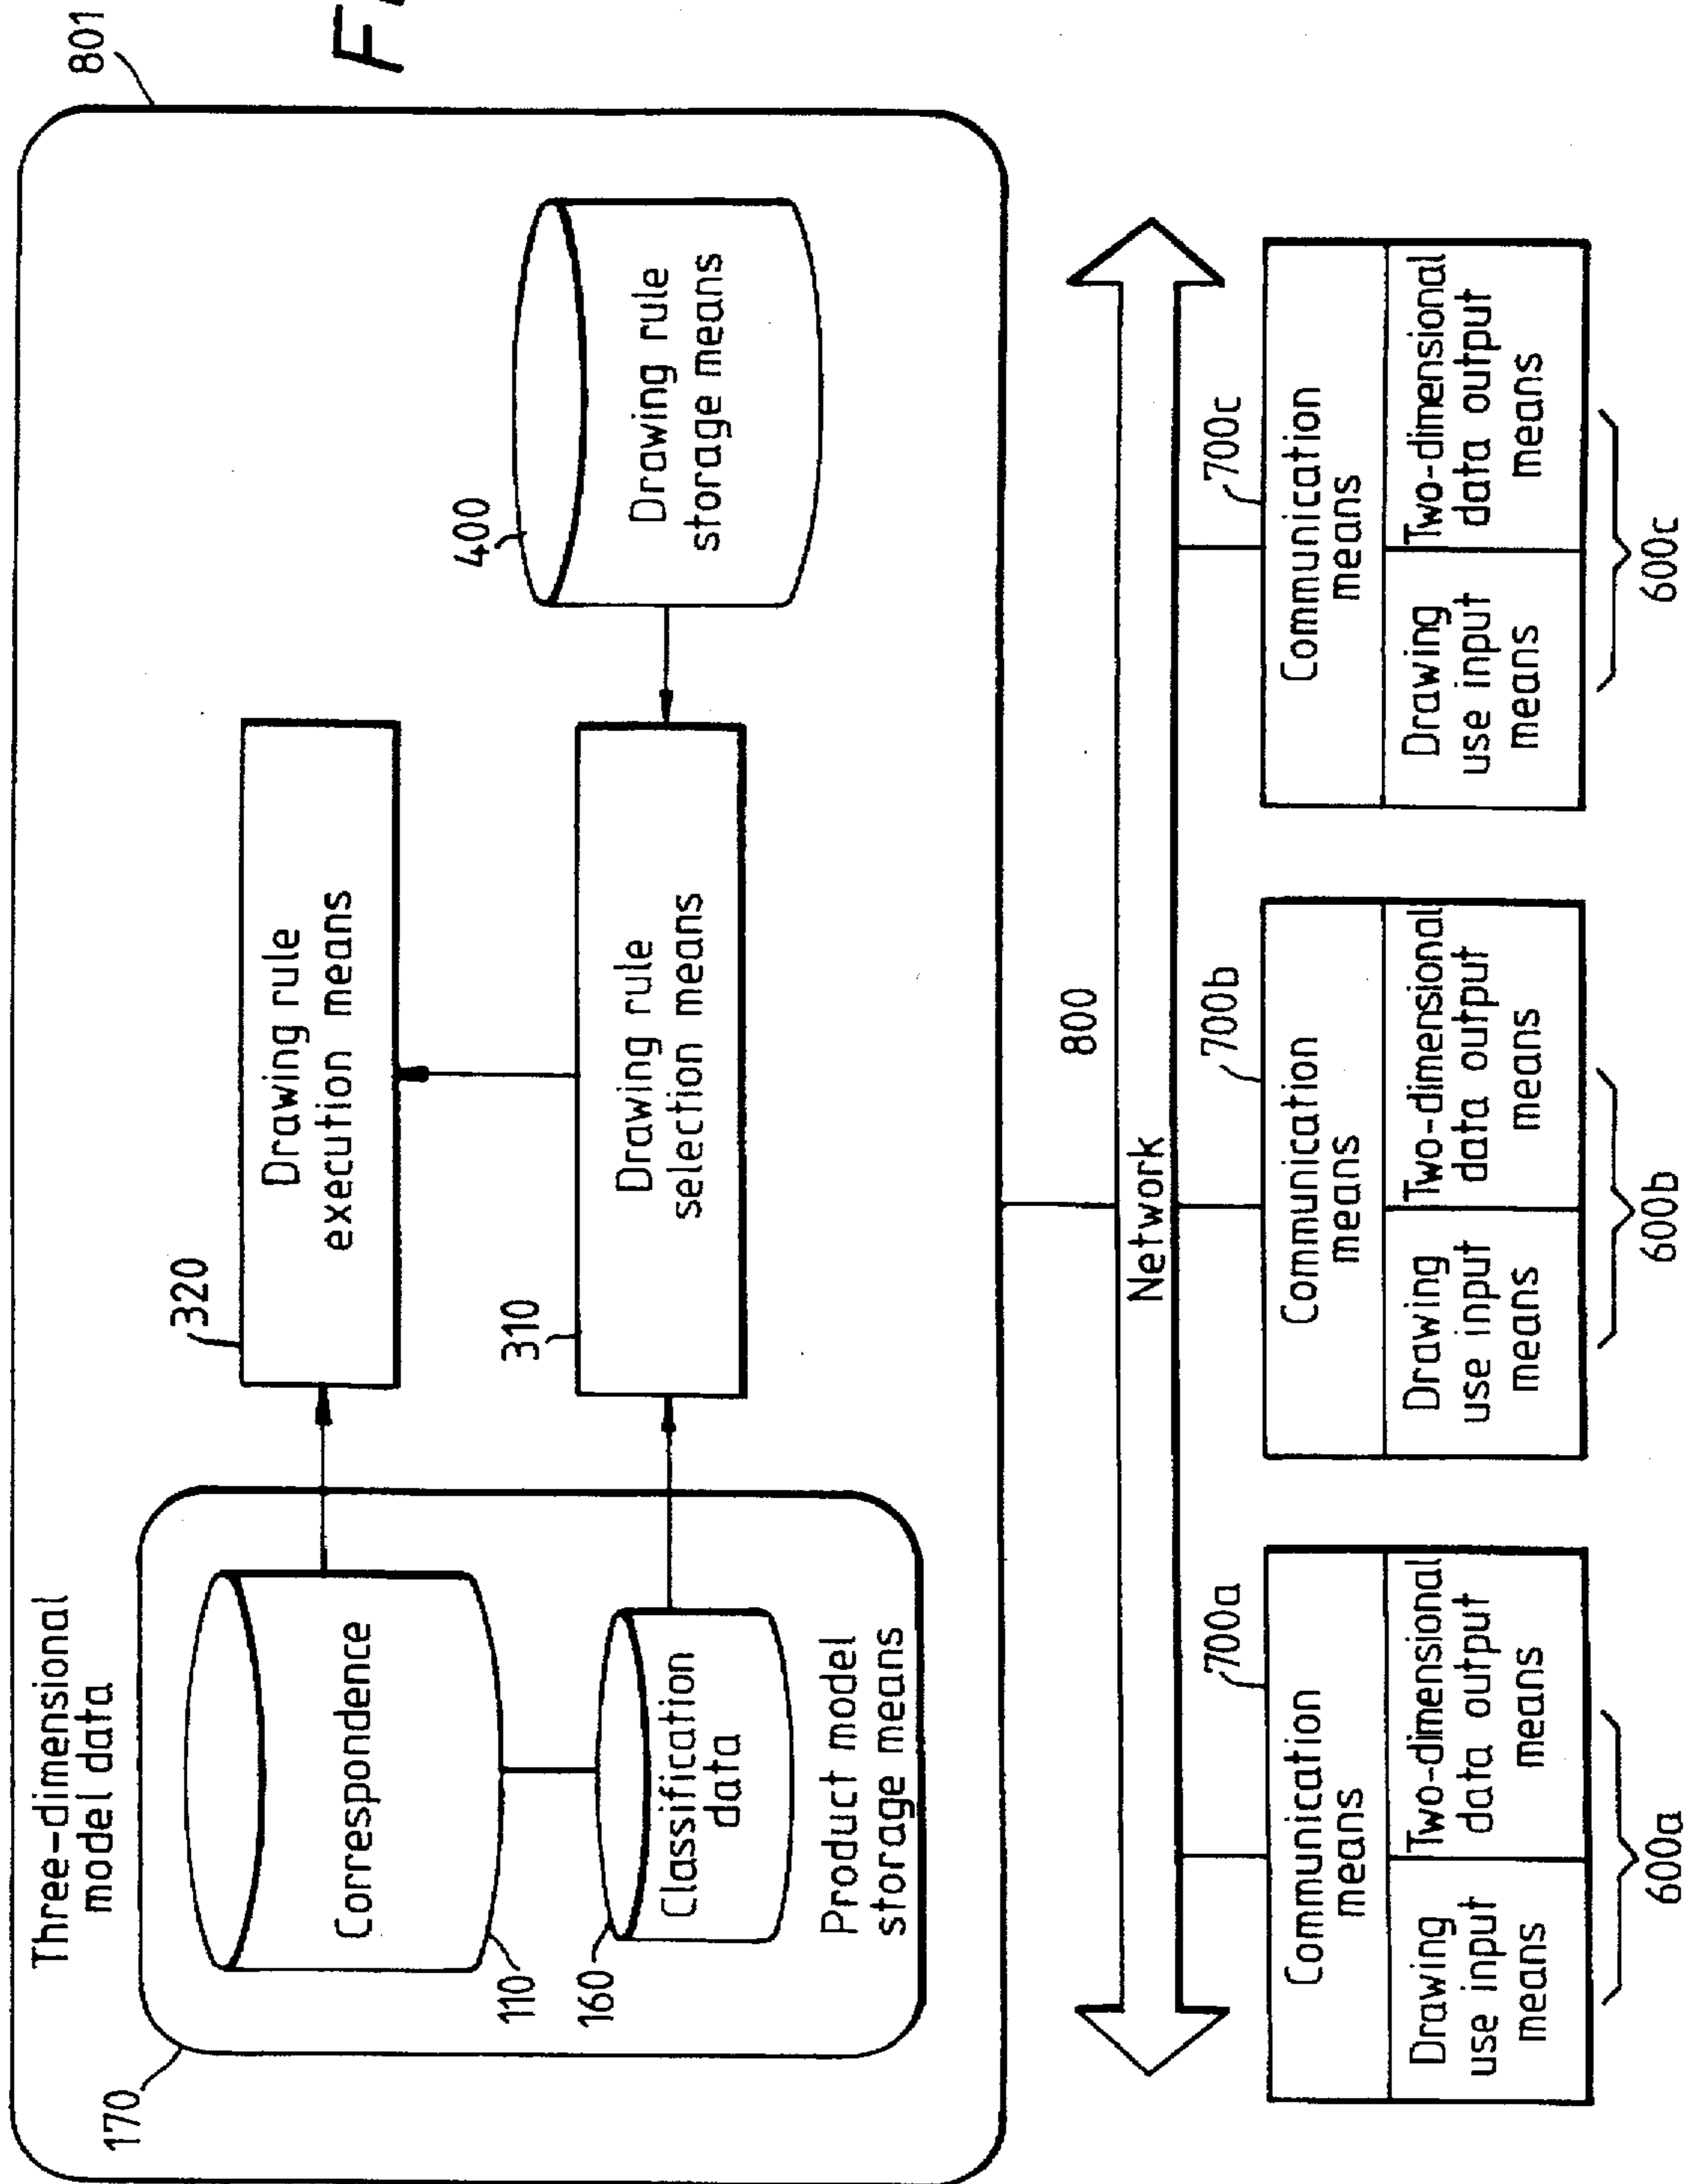 801
Three-dimensional
model data
170
Correspondence
110
160
Classification
data
Product model
storage means
320
Drawing rule
execution means
310
Drawing rule
selection means
400
Drawing rule
storage means
800
Network
700a
Communication
means
Drawing
use input
means
Two-dimensional
data output
means
600a
700b
Communication
means
Drawing
use input
means
Two-dimensional
data output
means
600b
700c
Communication
means
Drawing
use input
means
Two-dimensional
data output
means
600c